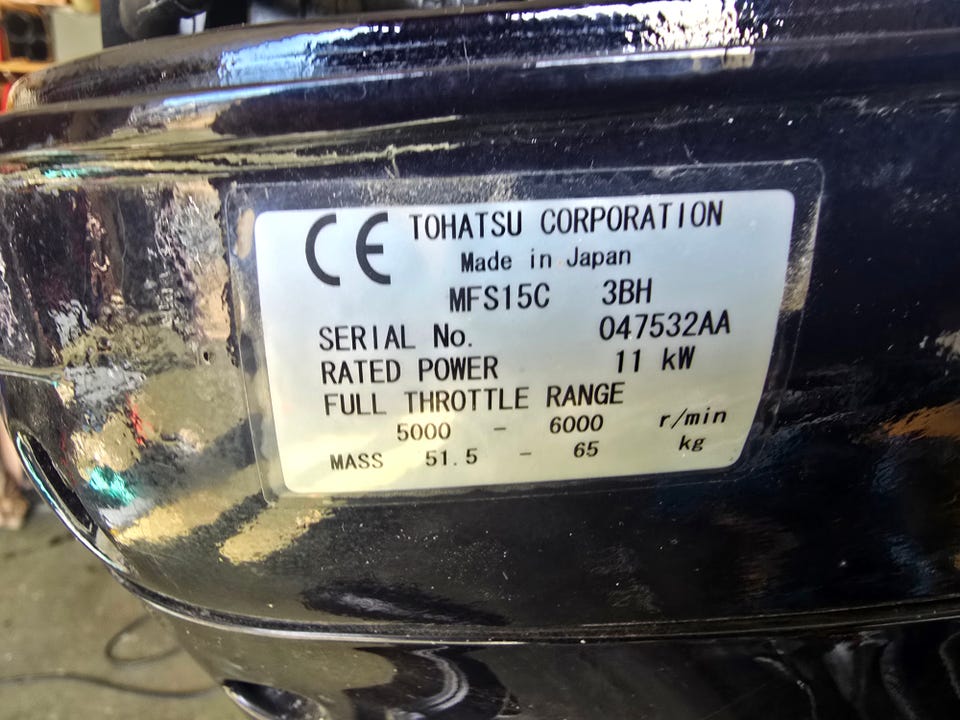 CE TOHATSU CORPORATION
Made in Japan
MFS15C 3BH
SERIAL No. 047532AA
RATED POWER 11 kW
FULL THROTTLE RANGE
5000 - 6000 r/min
MASS 51.5 - 65 kg